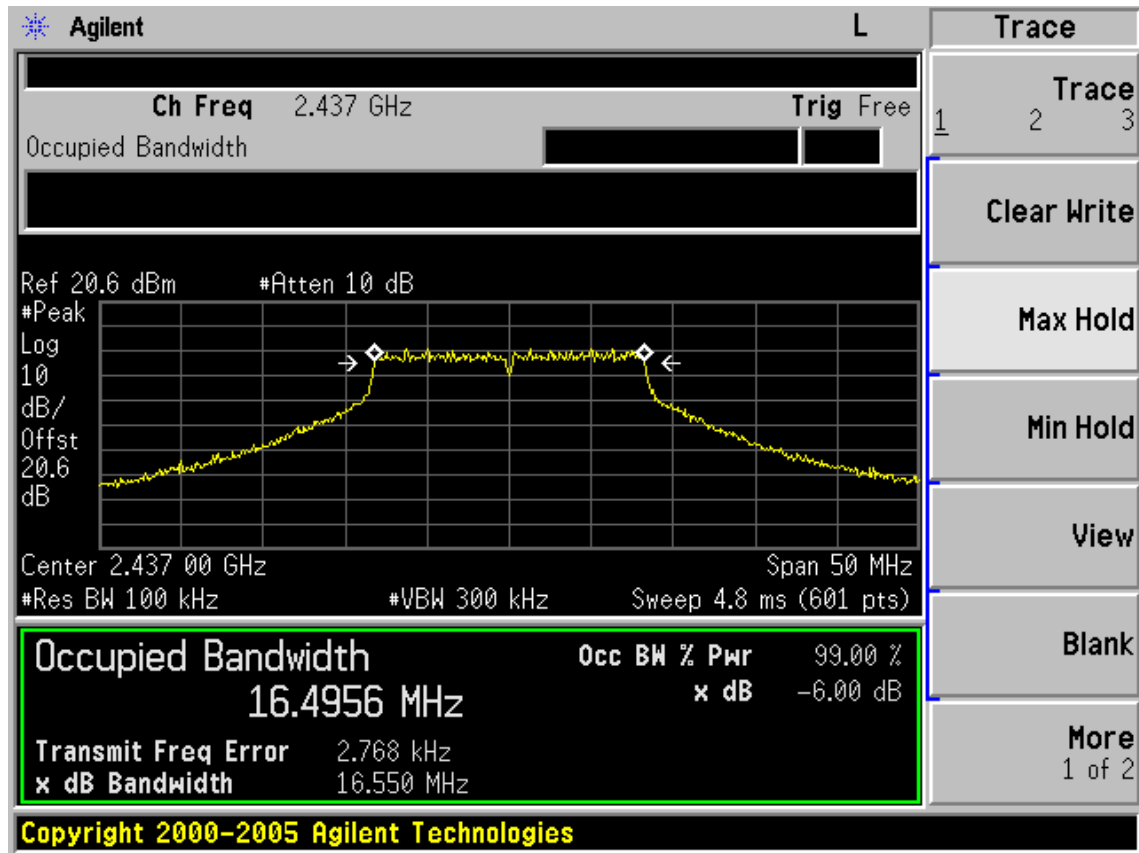 Agilent L
Ch Freq 2.437 GHz Trig Free
Occupied Bandwidth
Ref 20.6 dBm #Atten 10 dB
#Peak
Log
10
dB/
Offst
20.6
dB
Center 2.437 00 GHz Span 50 MHz
#Res BW 100 kHz #VBW 300 kHz Sweep 4.8 ms (601 pts)
Occupied Bandwidth Occ BW % Pwr 99.00 %
16.4956 MHz x dB -6.00 dB
Transmit Freq Error 2.768 kHz
x dB Bandwidth 16.550 MHz
Copyright 2000-2005 Agilent Technologies
Trace
Trace
1 2 3
Clear Write
Max Hold
Min Hold
View
Blank
More
1 of 2